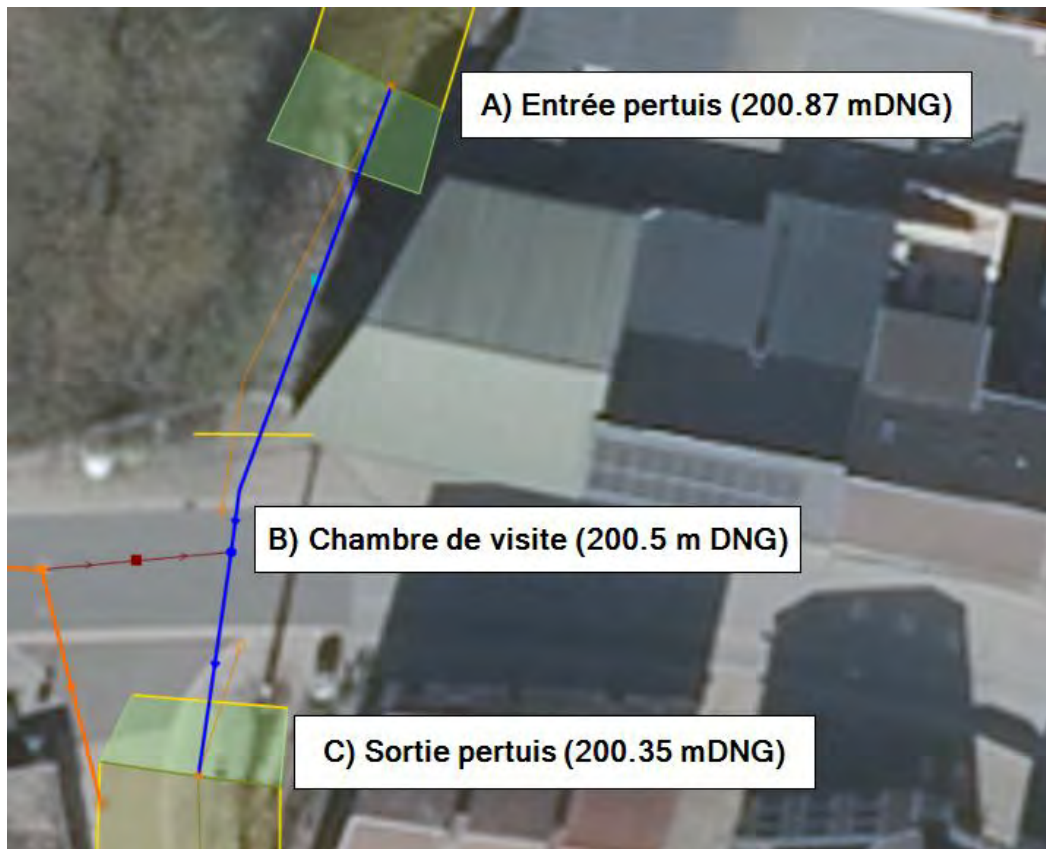 A) Entrée pertuis (200.87 mDNG)
B) Chambre de visite (200.5 m DNG)
C) Sortie pertuis (200.35 mDNG)